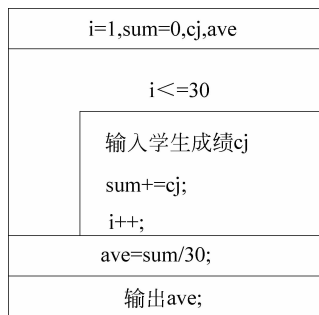 i=1,sum=0,cj,ave
i<=30
输入学生成绩cj
sum+=cj;
i++;
ave=sum/30;
输出ave;